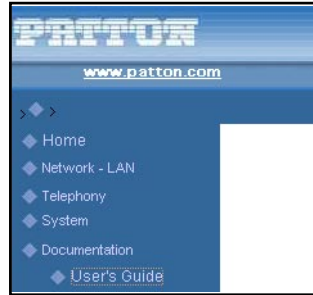 PATTON
www.patton.com
> >
Home
Network - LAN
Telephony
System
Documentation
User's Guide